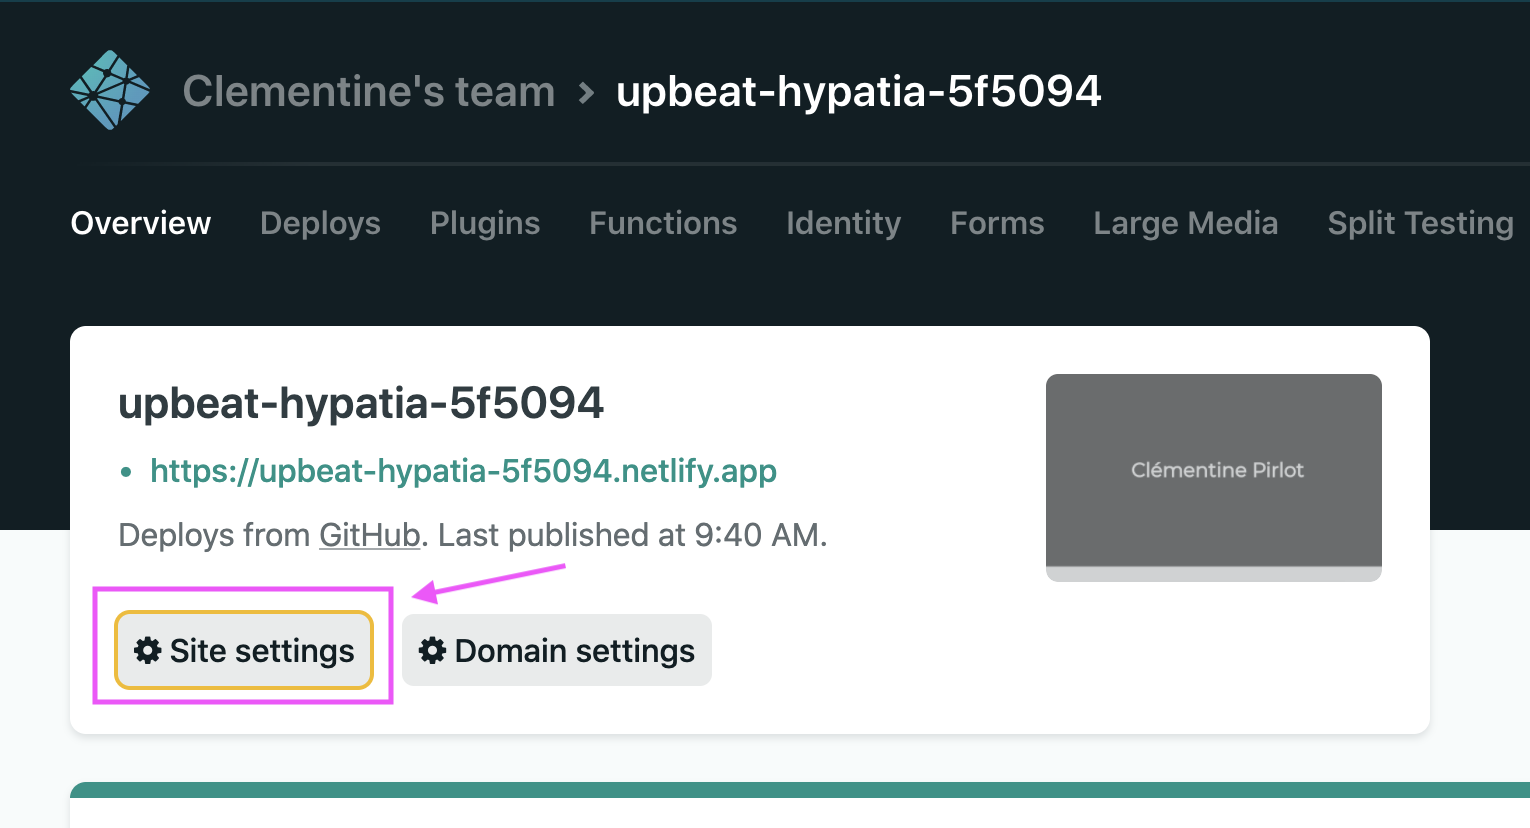 Clementine's team > upbeat-hypatia-5f5094
Overview Deploys Plugins Functions Identity Forms Large Media Split Testing
upbeat-hypatia-5f5094
• https://upbeat-hypatia-5f5094.netlify.app
Clémentine Pirlot
Deploys from GitHub. Last published at 9:40 AM.
Site settings Domain settings